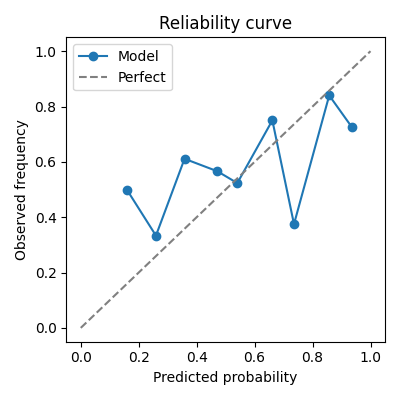 Reliability curve
Model
Perfect
1.0
0.8
0.6
0.4
0.2
0.0
Observed frequency
0.0 0.2 0.4 0.6 0.8 1.0
Predicted probability